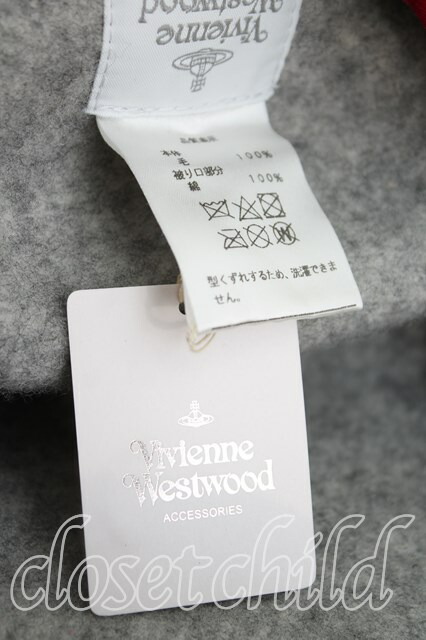 Vivienne
Westwood
品質表示
本体
毛 100%
被り口部分
綿 100%
W
型くずれするため、洗濯できま
せん。
Vivienne
Westwood
ACCESSORIES
closetchild